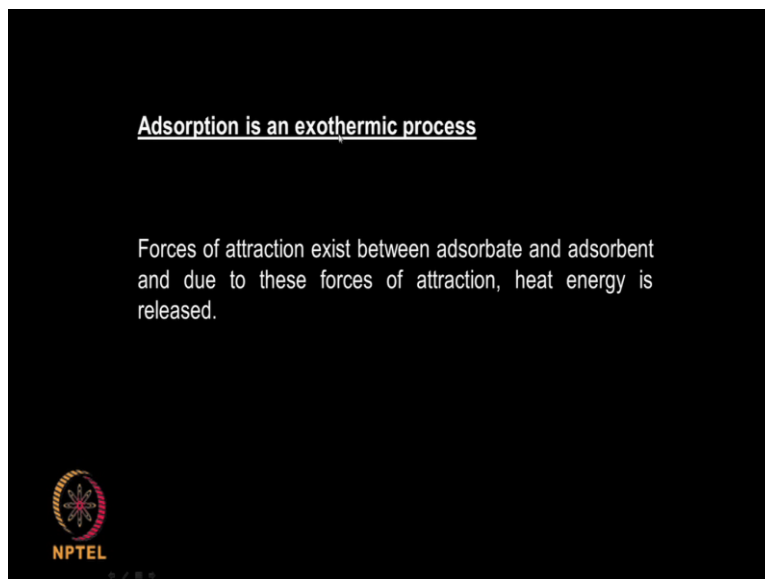 Adsorption is an exothermic process
Forces of attraction exist between adsorbate and adsorbent
and due to these forces of attraction, heat energy is
released.
NPTEL